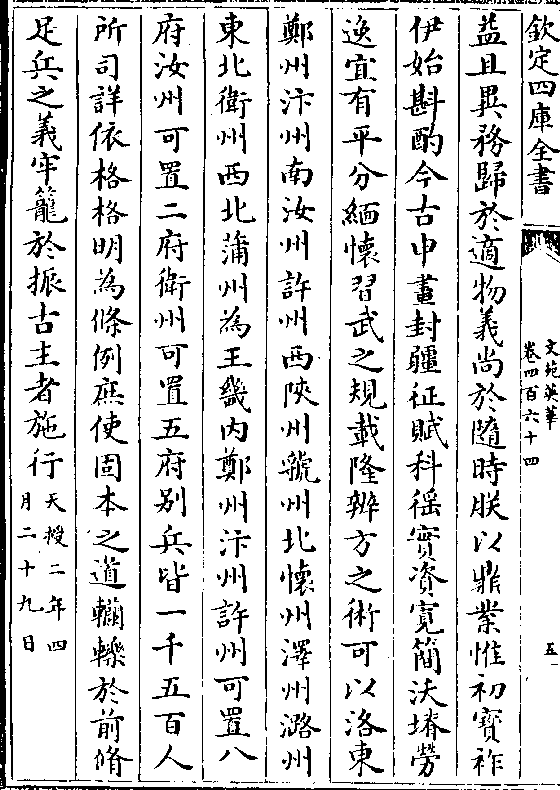 欽定四庫全書
文苑英華
卷四百六十四
五
益且異務歸於適物義尚於隨時朕以鼎業惟初寳祚
伊始斟酌今古申畫封疆征賦科徭實資寛簡沃塉勞
逸宜有平分緬懷習武之規載隆辨方之術可以洛東
鄭州汴州南汝州許州西陜州虢州北懷州澤州潞州
東北衛州西北蒲州為王畿内鄭州汴州許州可置八
府汝州可置二府衛州可置五府别兵皆一千五百人
所司詳依格格明為條例庶使固本之道轥轢於前脩
足兵之義牢籠於振古主者施行天授二年四
月二十九日